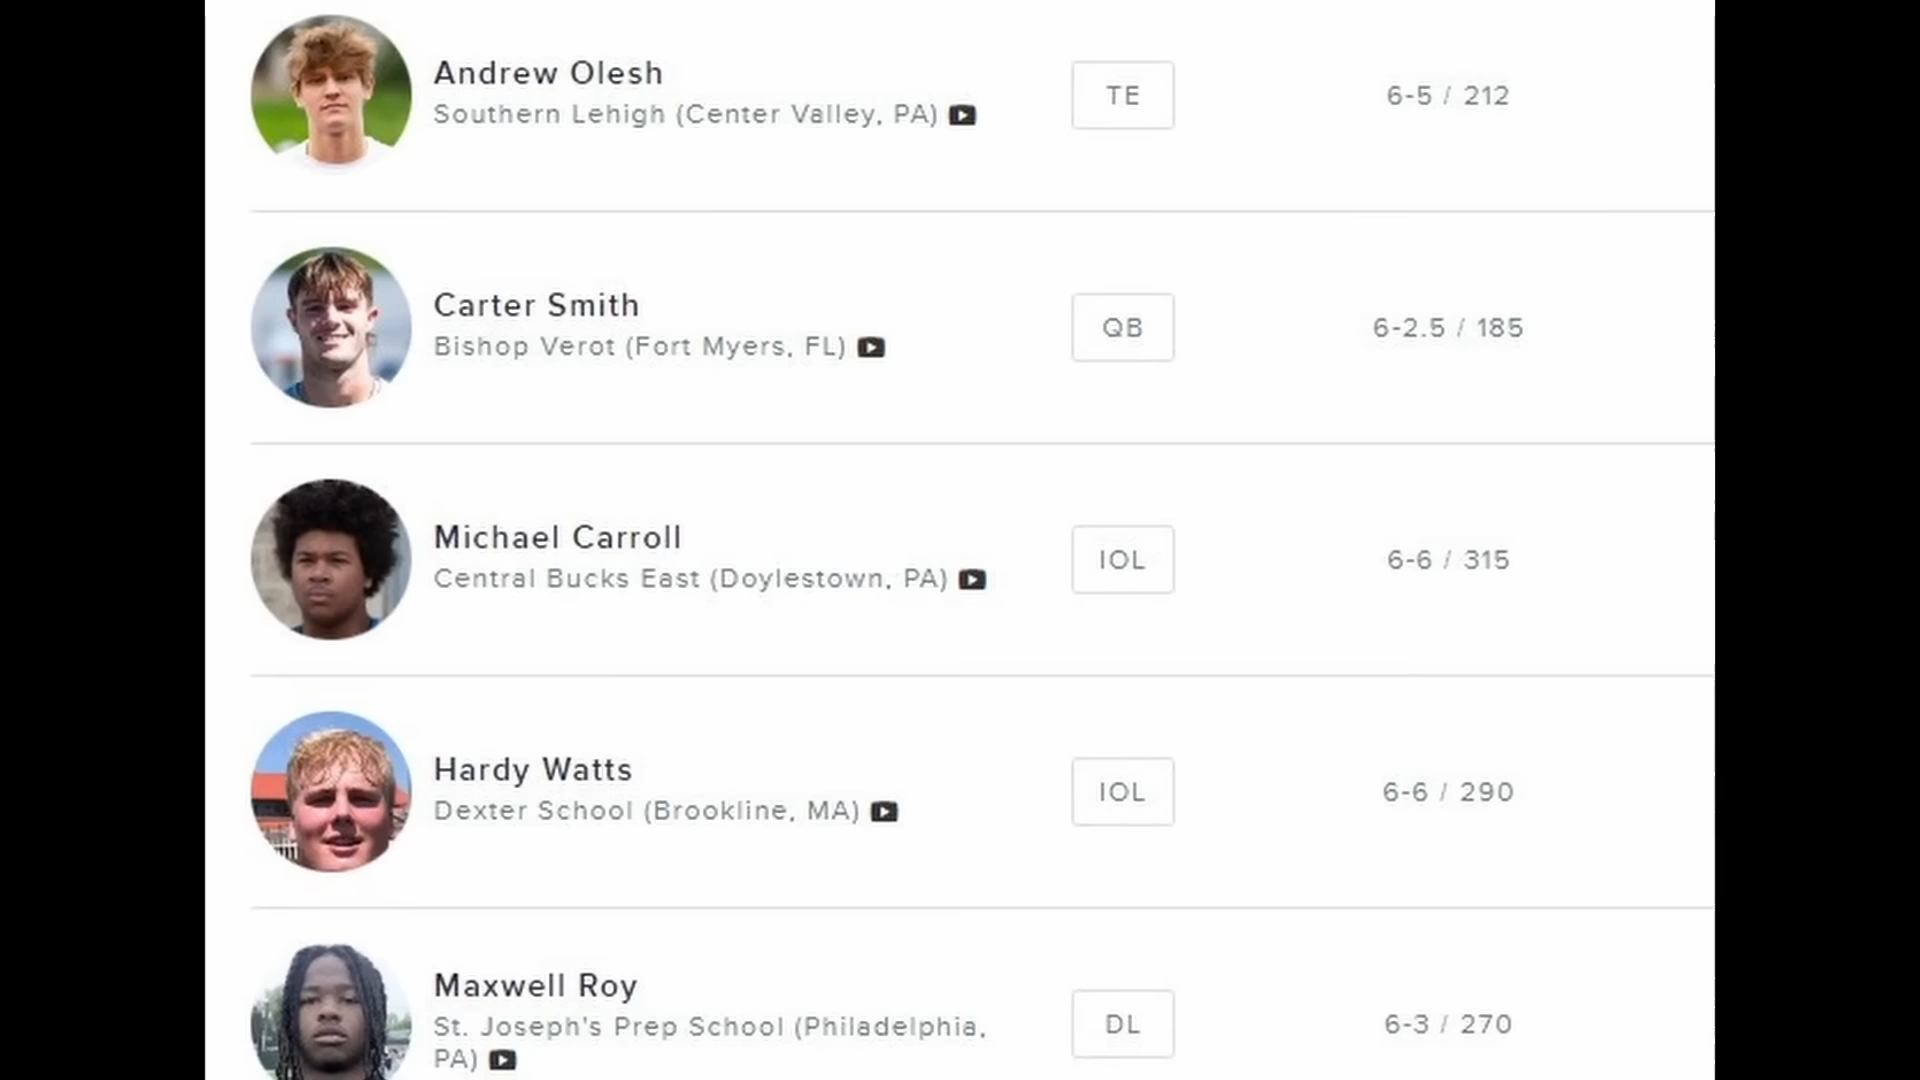 Andrew Olesh
Southern Lehigh (Center Valley, PA)
TE
6-5 / 212
Carter Smith
Bishop Verot (Fort Myers, FL)
QB
6-2.5 / 185
Michael Carroll
Central Bucks East (Doylestown, PA)
IOL
6-6 / 315
Hardy Watts
Dexter School (Brookline, MA)
IOL
6-6 / 290
Maxwell Roy
St. Joseph's Prep School (Philadelphia,
PA)
DL
6-3 / 270